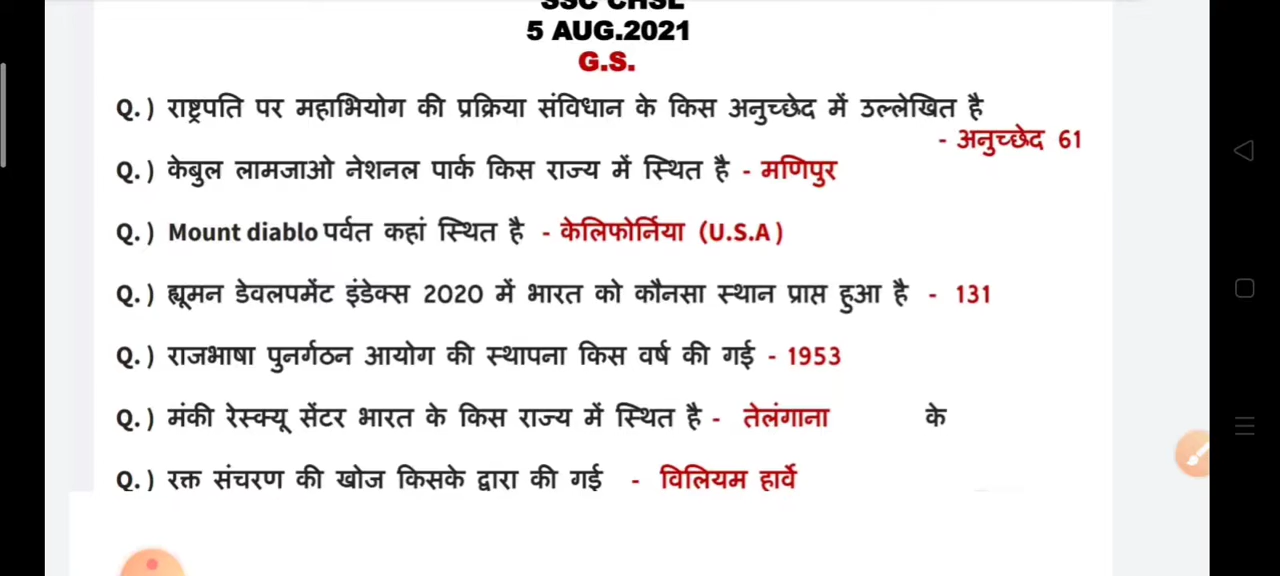 SSC CHSL
5 AUG.2021
G.S.
Q.) राष्ट्रपति पर महाभियोग की प्रक्रिया संविधान के किस अनुच्छेद में उल्लेखित है
- अनुच्छेद 61
Q.) केबुल लामजाओ नेशनल पार्क किस राज्य में स्थित है - मणिपुर
Q.) Mount diablo पर्वत कहां स्थित है - केलिफोर्निया (U.S.A)
Q.) ह्यूमन डेवलपमेंट इंडेक्स 2020 में भारत को कौनसा स्थान प्राप्त हुआ है - 131
Q.) राजभाषा पुनर्गठन आयोग की स्थापना किस वर्ष की गई - 1953
Q.) मंकी रेस्क्यू सेंटर भारत के किस राज्य में स्थित है - तेलंगाना के
Q.) रक्त संचरण की खोज किसके द्वारा की गई - विलियम हार्वे